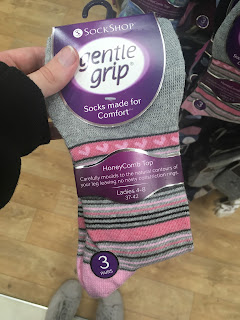 SOCKSHOP
gentle
grip®
Socks made for
Comfort
HoneyComb Top
Carefully moulds to the natural contours of
your leg leaving no nasty constriction rings.
Ladies 4-8
37-42
3
PAIRS